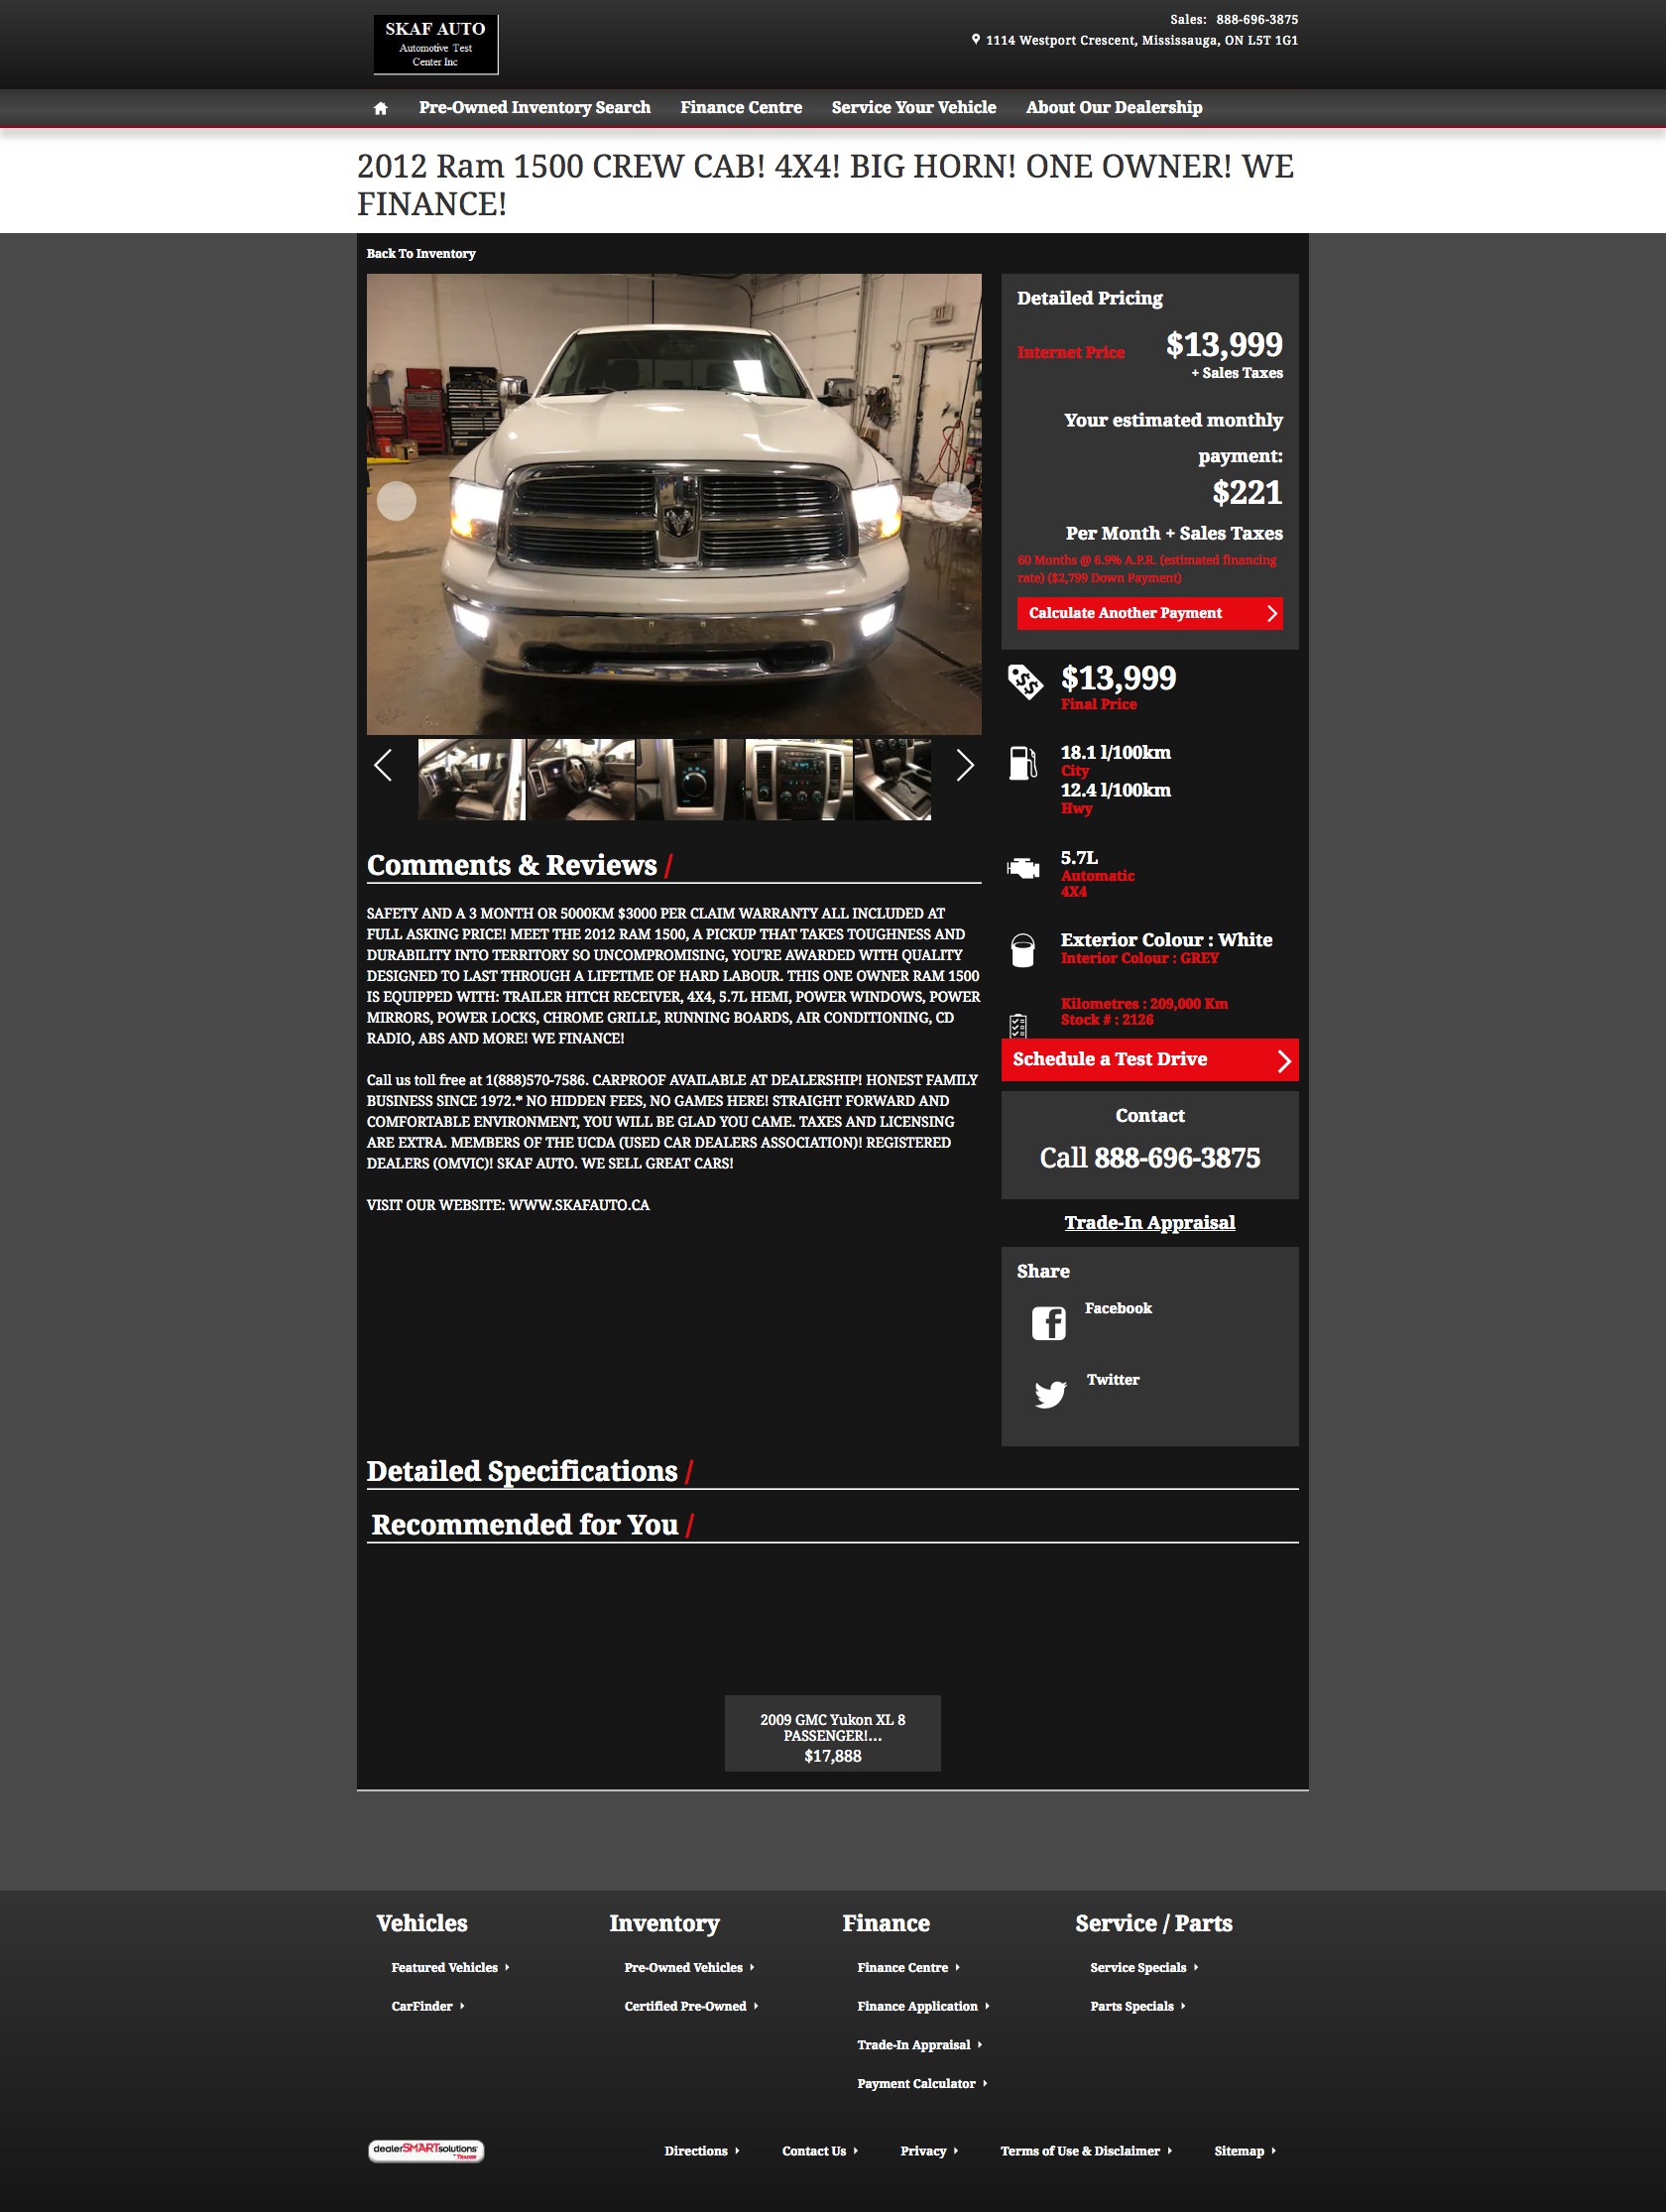 SKAF AUTO
Automotive Test
Center Inc
Sales: 888-696-3875
1114 Westport Crescent, Mississauga, ON L5T 1G1
Pre-Owned Inventory Search
Finance Centre
Service Your Vehicle
About Our Dealership
2012 Ram 1500 CREW CAB! 4X4! BIG HORN! ONE OWNER! WE
FINANCE!
Back To Inventory
EXIT
Detailed Pricing
Internet Price
$13,999
+ Sales Taxes
Your estimated monthly
payment:
$221
Per Month + Sales Taxes
60 Months @ 6.9% A.P.R. (estimated financing
rate) ($2,799 Down Payment)
Calculate Another Payment
$13,999
Final Price
18.1 l/100km
City
12.4 l/100km
Hwy
5.7L
Automatic
4X4
Exterior Colour : White
Interior Colour : GREY
Kilometres : 209,000 Km
Stock # : 2126
Schedule a Test Drive
Contact
Call 888-696-3875
Trade-In Appraisal
Share
Facebook
Twitter
Comments & Reviews /
SAFETY AND A 3 MONTH OR 5000KM $3000 PER CLAIM WARRANTY ALL INCLUDED AT
FULL ASKING PRICE! MEET THE 2012 RAM 1500, A PICKUP THAT TAKES TOUGHNESS AND
DURABILITY INTO TERRITORY SO UNCOMPROMISING, YOU'RE AWARDED WITH QUALITY
DESIGNED TO LAST THROUGH A LIFETIME OF HARD LABOUR. THIS ONE OWNER RAM 1500
IS EQUIPPED WITH: TRAILER HITCH RECEIVER, 4X4, 5.7L HEMI, POWER WINDOWS, POWER
MIRRORS, POWER LOCKS, CHROME GRILLE, RUNNING BOARDS, AIR CONDITIONING, CD
RADIO, ABS AND MORE! WE FINANCE!
Call us toll free at 1(888)570-7586. CARPROOF AVAILABLE AT DEALERSHIP! HONEST FAMILY
BUSINESS SINCE 1972.* NO HIDDEN FEES, NO GAMES HERE! STRAIGHT FORWARD AND
COMFORTABLE ENVIRONMENT, YOU WILL BE GLAD YOU CAME. TAXES AND LICENSING
ARE EXTRA. MEMBERS OF THE UCDA (USED CAR DEALERS ASSOCIATION)! REGISTERED
DEALERS (OMVIC)! SKAF AUTO. WE SELL GREAT CARS!
VISIT OUR WEBSITE: WWW.SKAFAUTO.CA
Detailed Specifications /
Recommended for You /
2009 GMC Yukon XL 8
PASSENGER!...
$17,888
Vehicles
Featured Vehicles
CarFinder
Inventory
Pre-Owned Vehicles
Certified Pre-Owned
Finance
Finance Centre
Finance Application
Trade-In Appraisal
Payment Calculator
Service / Parts
Service Specials
Parts Specials
dealerSMARTsolutions
Directions
Contact Us
Privacy
Terms of Use & Disclaimer
Sitemap